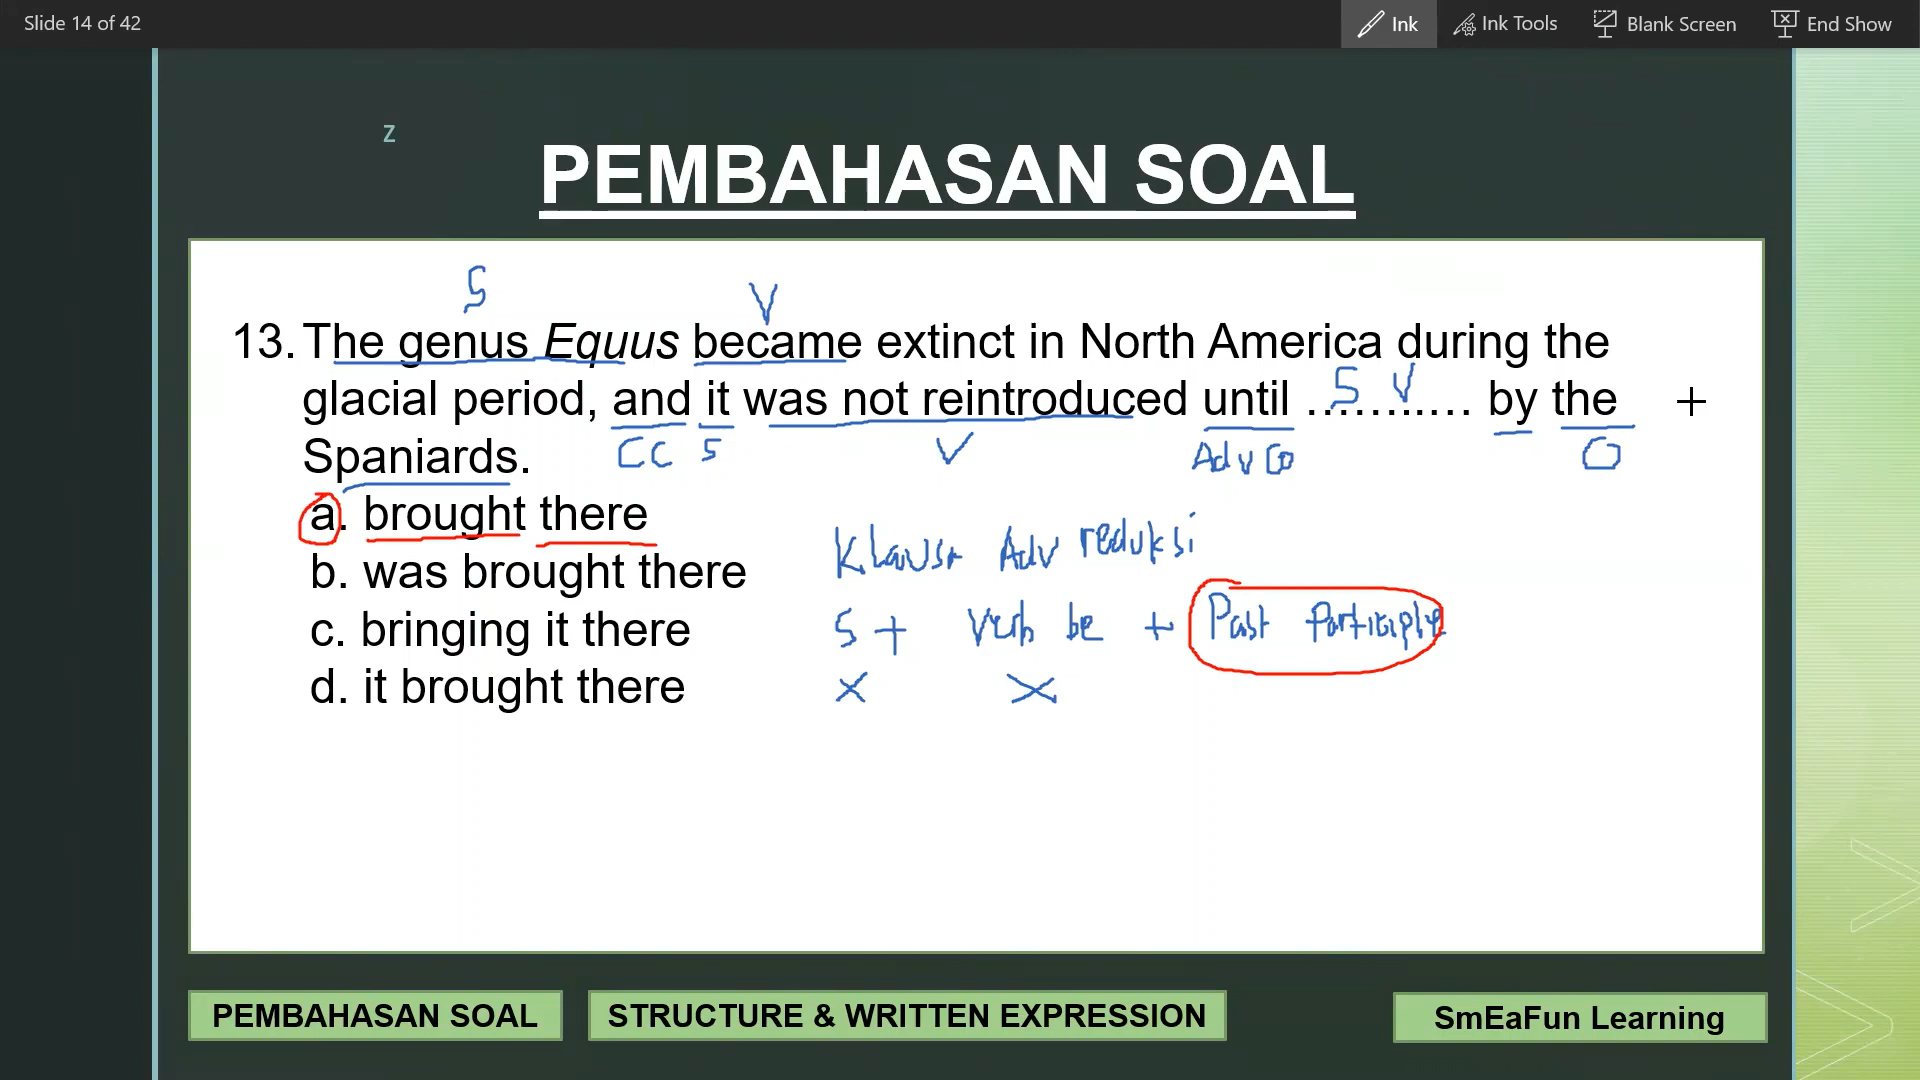 Slide 14 of 42
Ink
Ink Tools
Blank Screen
End Show
z
PEMBAHASAN SOAL
S V
13. The genus Equus became extinct in North America during the
S V
glacial period, and it was not reintroduced until ……..… by the
CC S V Adv Co O
Spaniards.
a. brought there
Klausa Adv reduksi
b. was brought there
c. bringing it there
S + Verb be + Past Participle
d. it brought there
X X
PEMBAHASAN SOAL
STRUCTURE & WRITTEN EXPRESSION
SmEaFun Learning